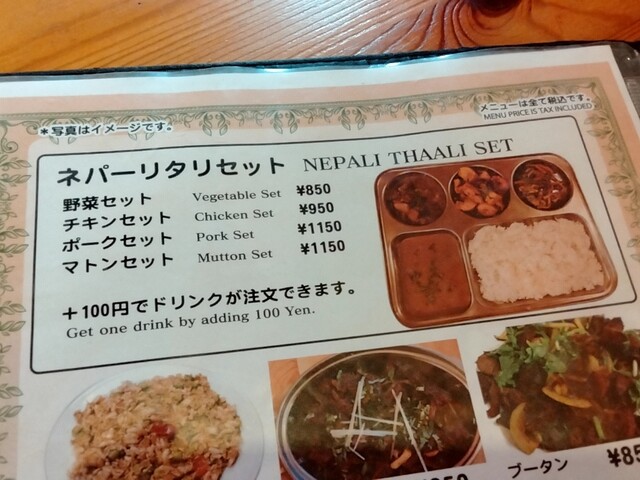 ＊写真はイメージです。
メニューは全て税込です。
MENU PRICE IS TAX INCLUDED
ネパーリタリセット NEPALI THAALI SET
野菜セット Vegetable Set ¥850
チキンセット Chicken Set ¥950
ポークセット Pork Set ¥1150
マトンセット Mutton Set ¥1150
＋100円でドリンクが注文できます。
Get one drink by adding 100 Yen.
ブータン